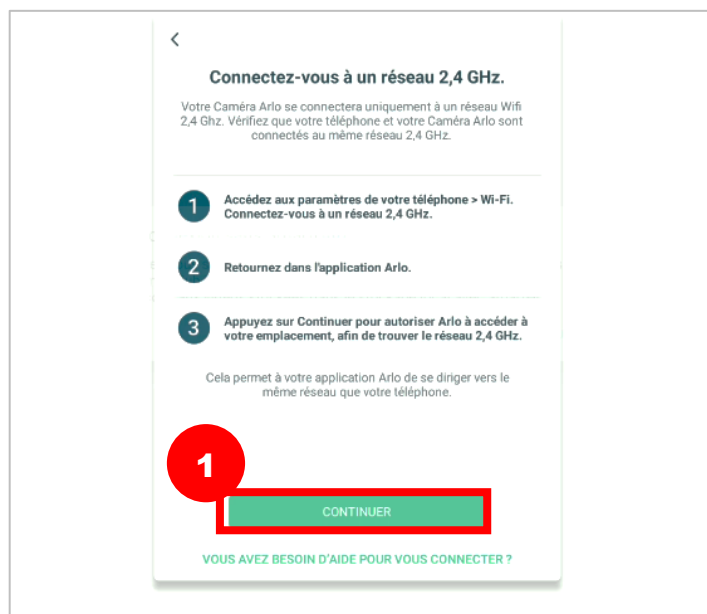 Connectez-vous à un réseau 2,4 GHz.
Votre Caméra Arlo se connectera uniquement à un réseau Wifi
2,4 Ghz. Vérifiez que votre téléphone et votre Caméra Arlo sont
connectés au même réseau 2,4 GHz.
1 Accédez aux paramètres de votre téléphone > Wi-Fi.
Connectez-vous à un réseau 2,4 GHz.
2 Retournez dans l'application Arlo.
3 Appuyez sur Continuer pour autoriser Arlo à accéder à
votre emplacement, afin de trouver le réseau 2,4 GHz.
Cela permet à votre application Arlo de se diriger vers le
même réseau que votre téléphone.
1
CONTINUER
VOUS AVEZ BESOIN D'AIDE POUR VOUS CONNECTER ?